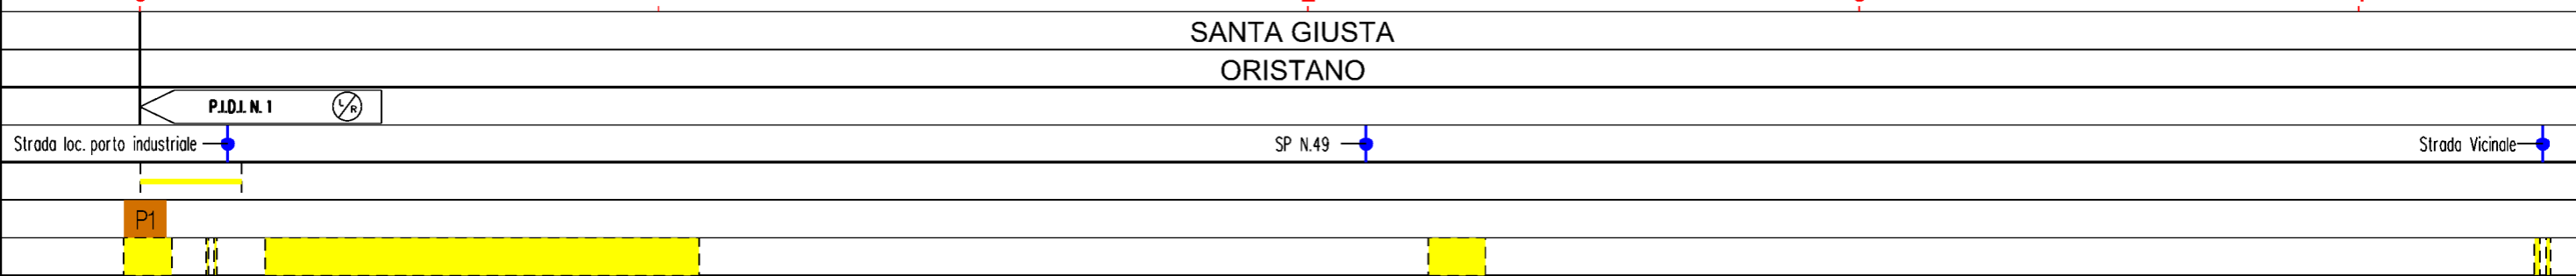 SANTA GIUSTA
ORISTANO
P.I.D.I. N. 1 L/R
Strada loc. porto industriale
SP N.49
Strada Vicinale
P1